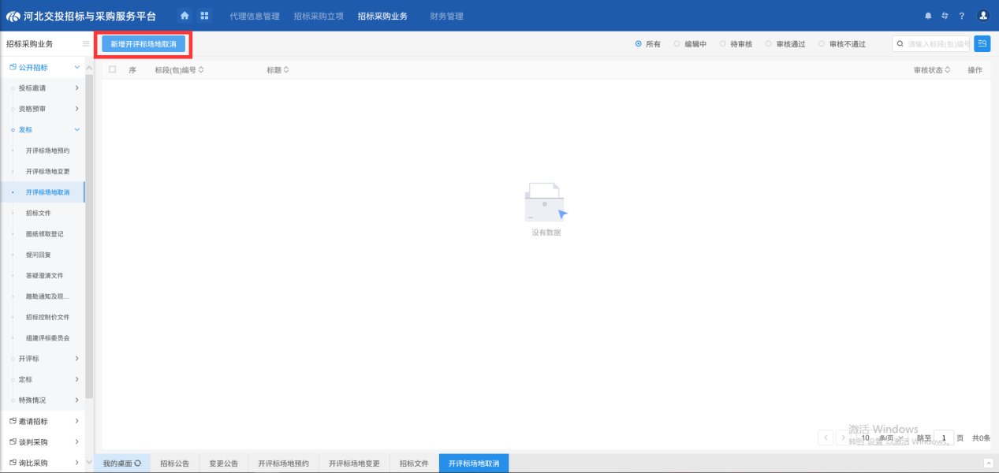 河北交投招标与采购服务平台
代理信息管理 招标采购立项 招标采购业务 财务管理
招标采购业务
新增开评标场地取消
所有 编辑中 待审核 审核通过 审核不通过
请输入标段(包)编号
公开招标
序 标段(包)编号 标题 审核状态 操作
投标邀请
资格预审
发标
开评标场地预约
开评标场地变更
开评标场地取消
招标文件
图纸领取登记
提问回复
答疑澄清文件
踏勘通知及现...
招标控制价文件
组建评标委员会
开评标
定标
特殊情况
邀请招标
谈判采购
询比采购
没有数据
激活 Windows
转到"设置"以激活 Windows。
10 条/页 跳至 1 页 共0条
我的桌面 招标公告 变更公告 开评标场地预约 开评标场地变更 招标文件 开评标场地取消